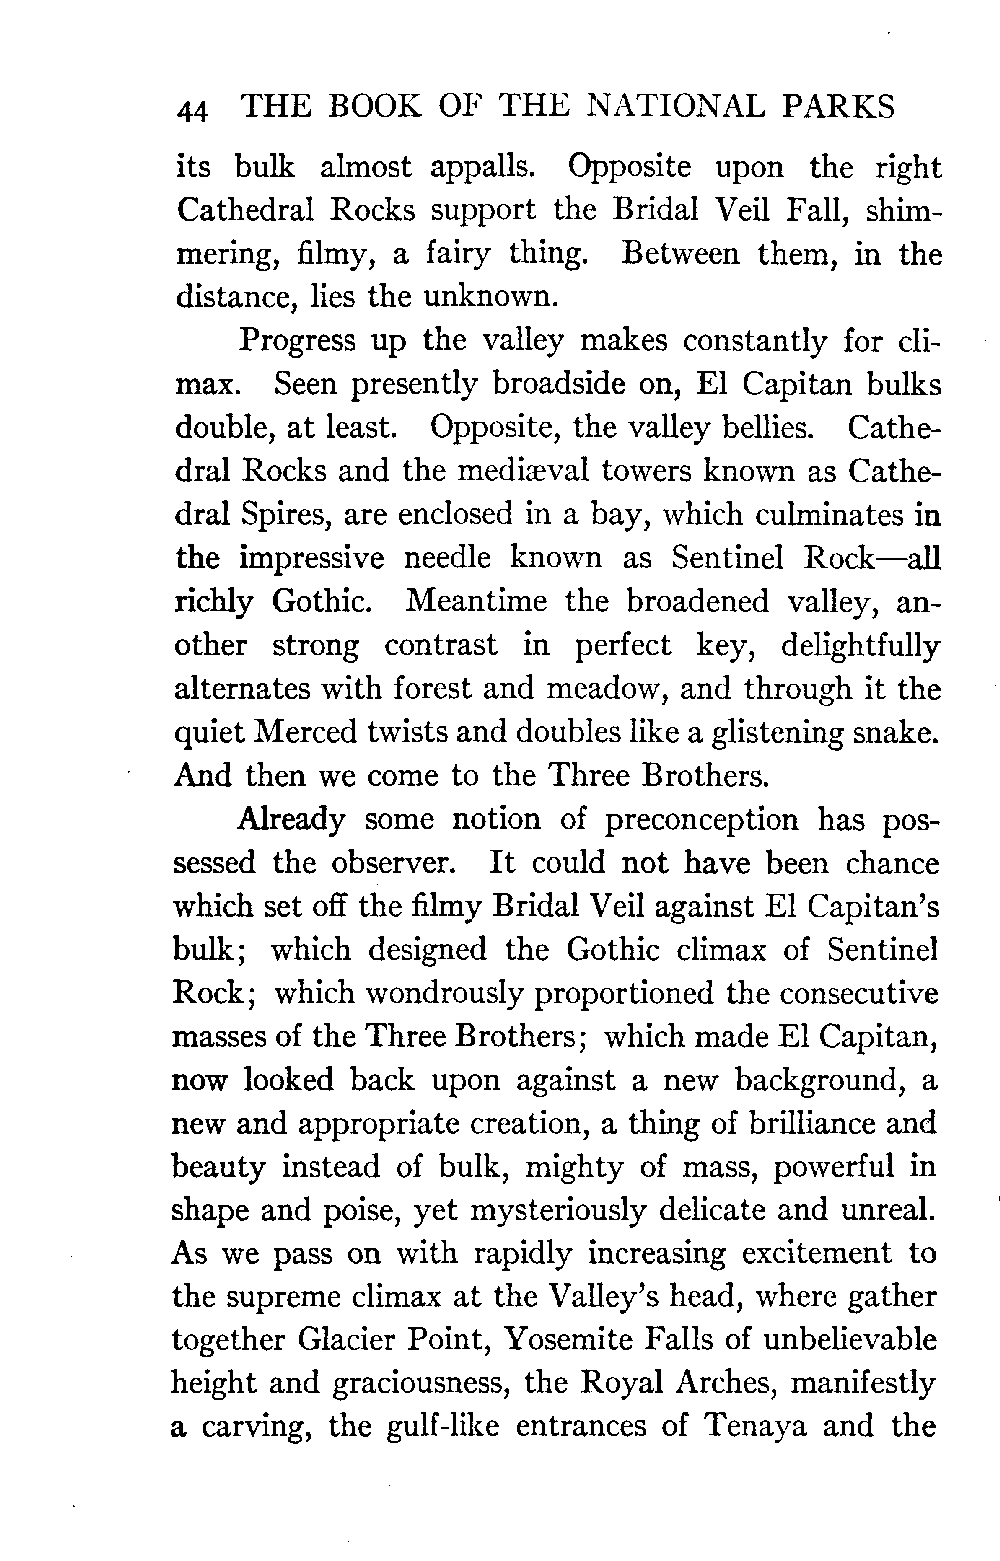 44 THE BOOK OF THE NATIONAL PARKS
its bulk almost appalls. Opposite upon the right
Cathedral Rocks support the Bridal Veil Fall, shim-
mering, filmy, a fairy thing. Between them, in the
distance, lies the unknown.
Progress up the valley makes constantly for cli-
max. Seen presently broadside on, El Capitan bulks
double, at least. Opposite, the valley bellies. Cathe-
dral Rocks and the mediæval towers known as Cathe-
dral Spires, are enclosed in a bay, which culminates in
the impressive needle known as Sentinel Rock—all
richly Gothic. Meantime the broadened valley, an-
other strong contrast in perfect key, delightfully
alternates with forest and meadow, and through it the
quiet Merced twists and doubles like a glistening snake.
And then we come to the Three Brothers.
Already some notion of preconception has pos-
sessed the observer. It could not have been chance
which set off the filmy Bridal Veil against El Capitan's
bulk; which designed the Gothic climax of Sentinel
Rock; which wondrously proportioned the consecutive
masses of the Three Brothers; which made El Capitan,
now looked back upon against a new background, a
new and appropriate creation, a thing of brilliance and
beauty instead of bulk, mighty of mass, powerful in
shape and poise, yet mysteriously delicate and unreal.
As we pass on with rapidly increasing excitement to
the supreme climax at the Valley's head, where gather
together Glacier Point, Yosemite Falls of unbelievable
height and graciousness, the Royal Arches, manifestly
a carving, the gulf-like entrances of Tenaya and the